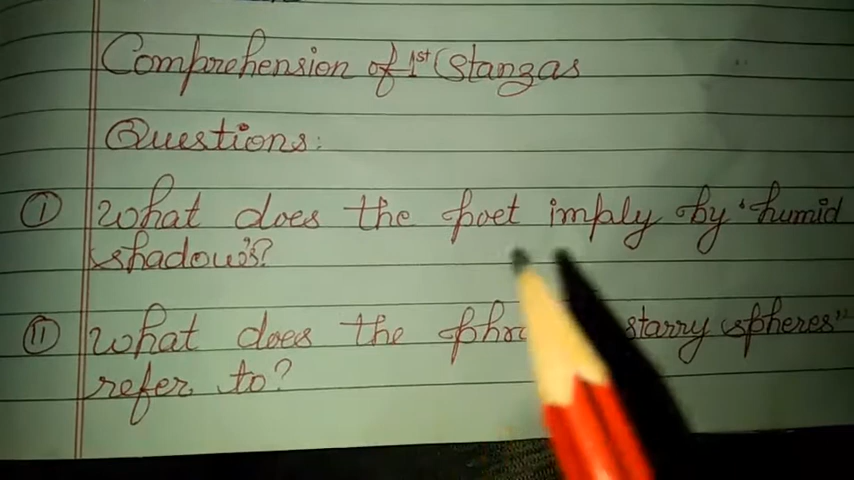 Comprehension of 1st Stanzas
Questions:
(I) What does the poet imply by 'humid
shadows'?
(II) What does the starry spheres"
refer to?